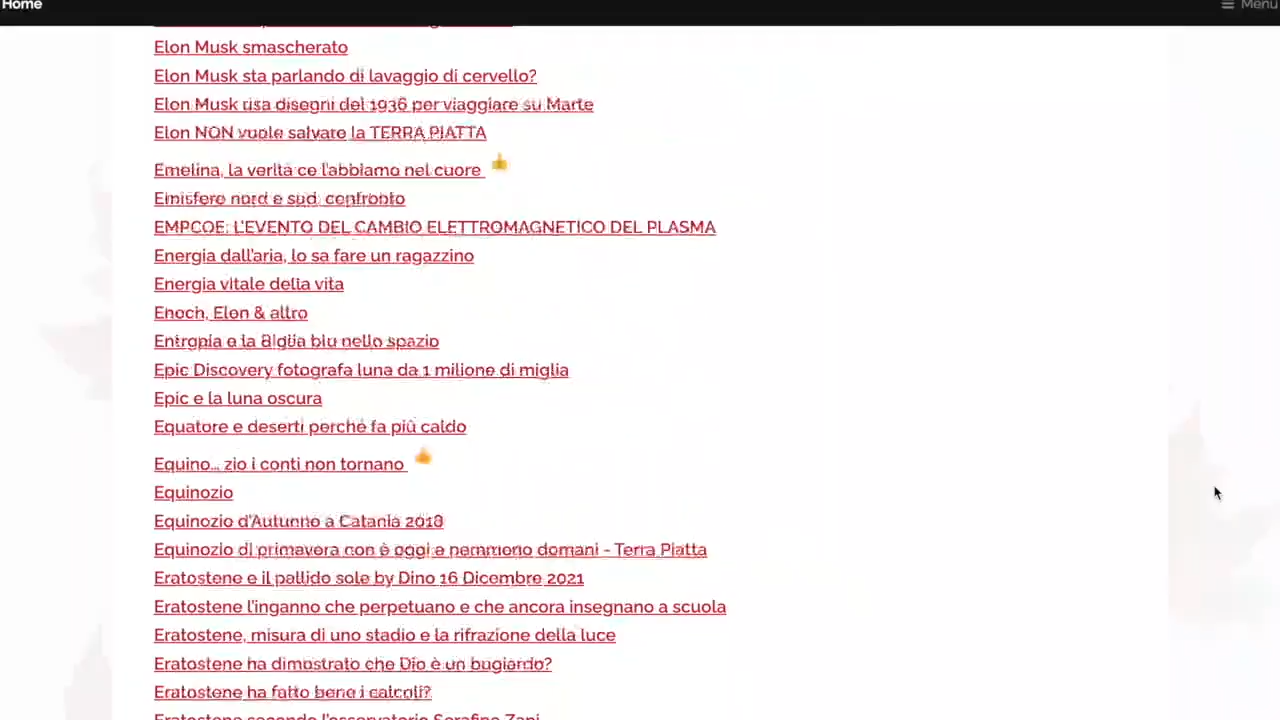 Home
Menu
Elon Musk smascherato
Elon Musk sta parlando di lavaggio di cervello?
Elon Musk usa disegni del 1936 per viaggiare su Marte
Elon NON vuole salvare la TERRA PIATTA
Emelina, la verità ce l'abbiamo nel cuore
Emisfero nord e sud, confronto
EMPCOE: L'EVENTO DEL CAMBIO ELETTROMAGNETICO DEL PLASMA
Energia dall'aria, lo sa fare un ragazzino
Energia vitale della vita
Enoch, Elon & altro
Entropia e la Biglia blu nello spazio
Epic Discovery fotografa luna da 1 milione di miglia
Epic e la luna oscura
Equatore e deserti perché fa più caldo
Equino... zio i conti non tornano
Equinozio
Equinozio d'Autunno a Catania 2018
Equinozio di primavera non è oggi e nemmeno domani - Terra Piatta
Eratostene e il pallido sole by Dino 16 Dicembre 2021
Eratostene l'inganno che perpetuano e che ancora insegnano a scuola
Eratostene, misura di uno stadio e la rifrazione della luce
Eratostene ha dimostrato che Dio è un bugiardo?
Eratostene ha fatto bene i calcoli?
Eratostene secondo l'osservatorio Serafino Zani